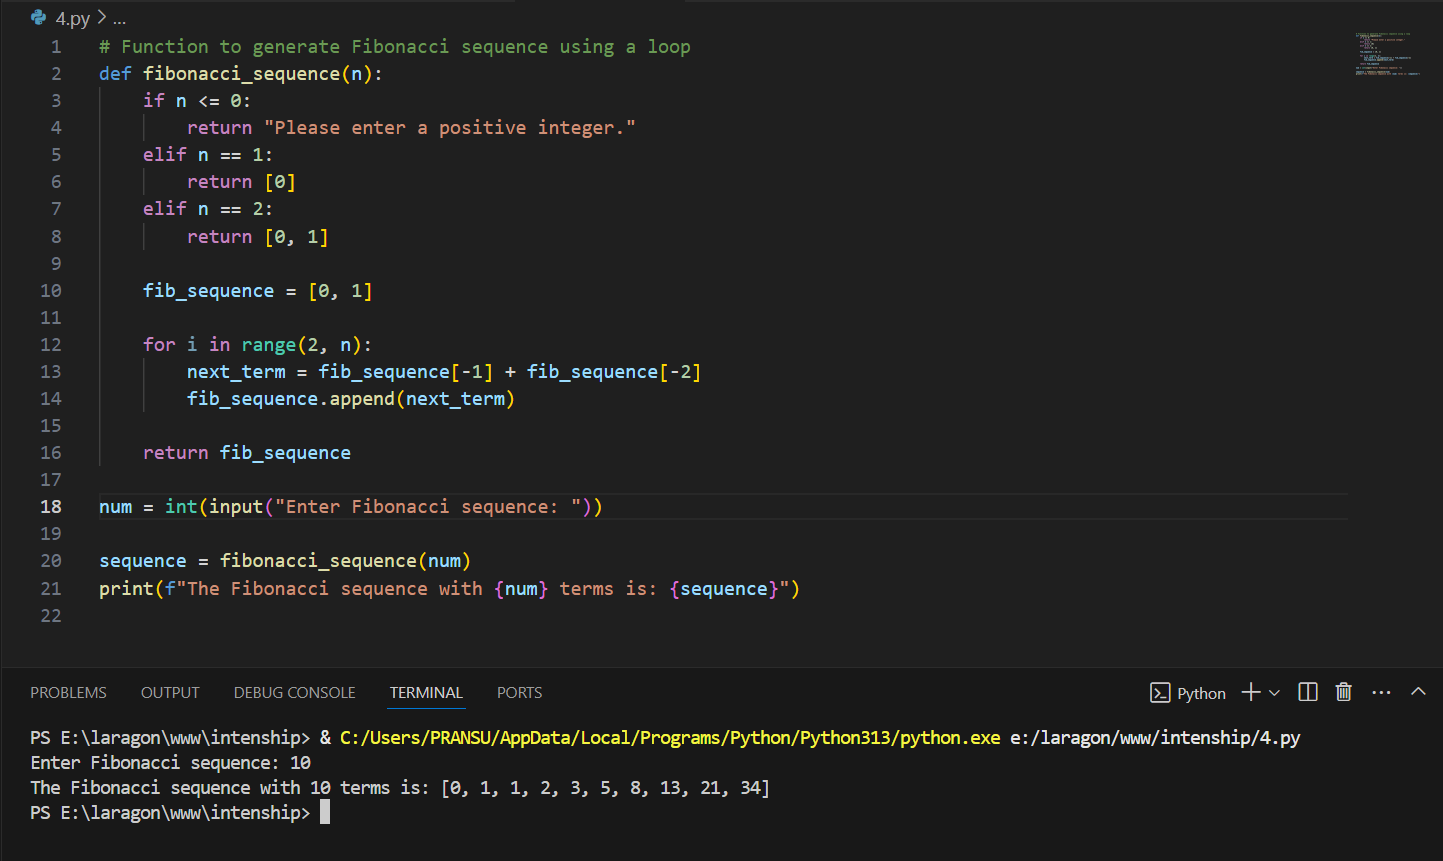 4.py > ...
1 # Function to generate Fibonacci sequence using a loop
2 def fibonacci_sequence(n):
3     if n <= 0:
4         return "Please enter a positive integer."
5     elif n == 1:
6         return [0]
7     elif n == 2:
8         return [0, 1]
9
10     fib_sequence = [0, 1]
11
12     for i in range(2, n):
13         next_term = fib_sequence[-1] + fib_sequence[-2]
14         fib_sequence.append(next_term)
15
16     return fib_sequence
17
18 num = int(input("Enter Fibonacci sequence: "))
19
20 sequence = fibonacci_sequence(num)
21 print(f"The Fibonacci sequence with {num} terms is: {sequence}")
22
PROBLEMS OUTPUT DEBUG CONSOLE TERMINAL PORTS Python
PS E:\laragon\www\intenship> & C:/Users/PRANSU/AppData/Local/Programs/Python/Python313/python.exe e:/laragon/www/intenship/4.py
Enter Fibonacci sequence: 10
The Fibonacci sequence with 10 terms is: [0, 1, 1, 2, 3, 5, 8, 13, 21, 34]
PS E:\laragon\www\intenship>